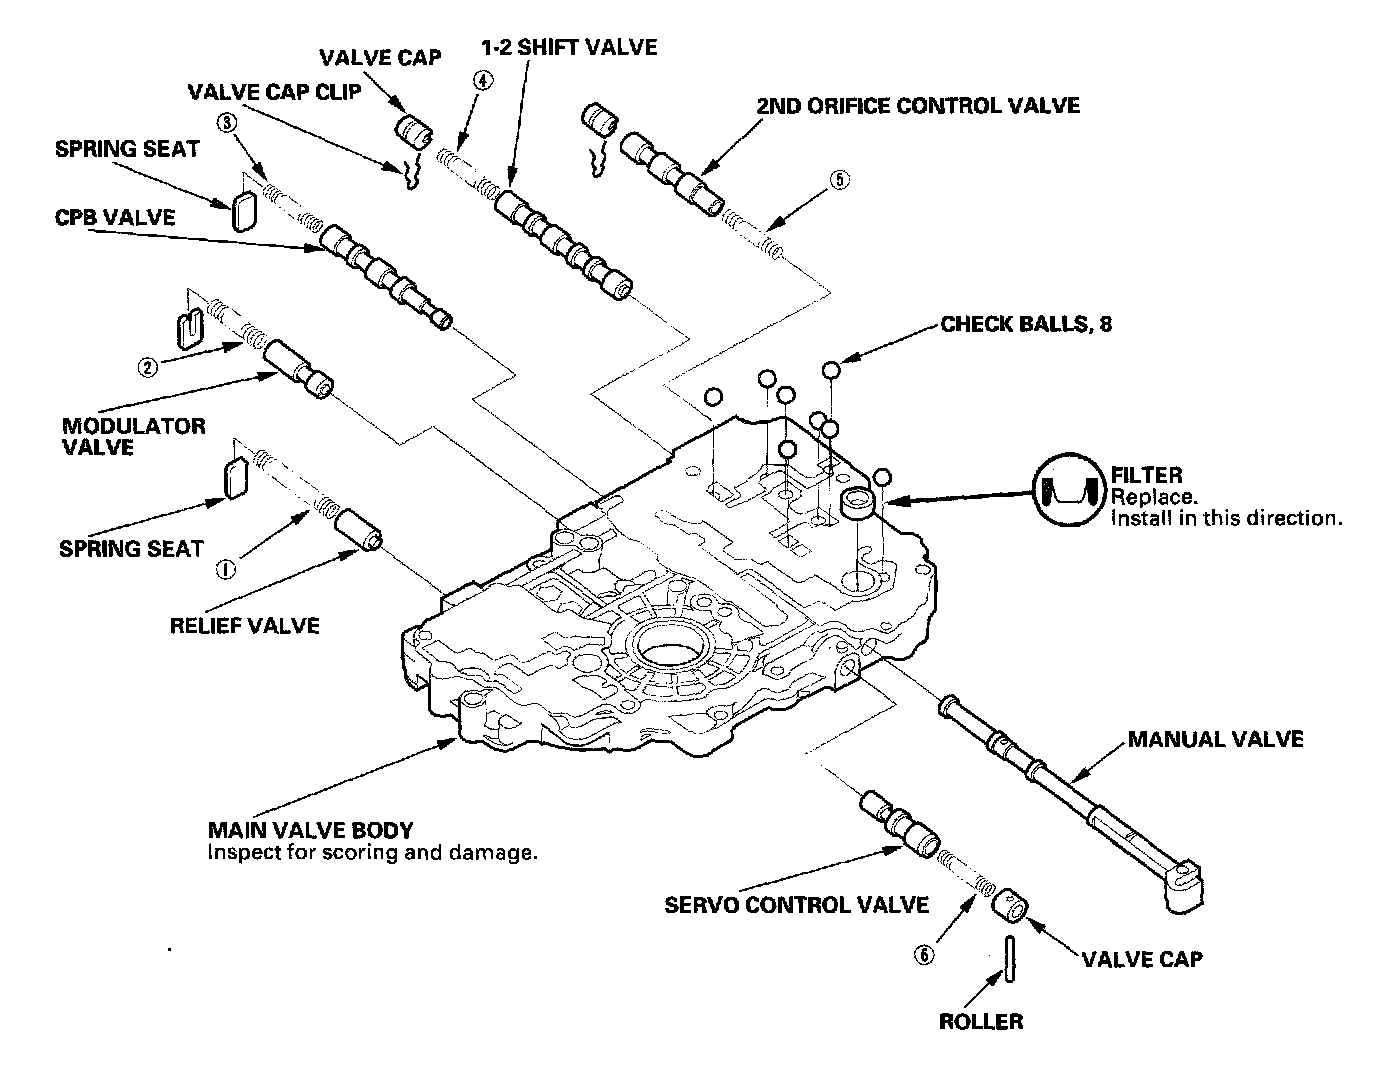 1-2 SHIFT VALVE
VALVE CAP
④
VALVE CAP CLIP
2ND ORIFICE CONTROL VALVE
③
SPRING SEAT
⑤
CPB VALVE
CHECK BALLS, 8
②
MODULATOR
VALVE
FILTER
Replace.
Install in this direction.
SPRING SEAT
①
RELIEF VALVE
MANUAL VALVE
MAIN VALVE BODY
Inspect for scoring and damage.
SERVO CONTROL VALVE
⑥
VALVE CAP
ROLLER